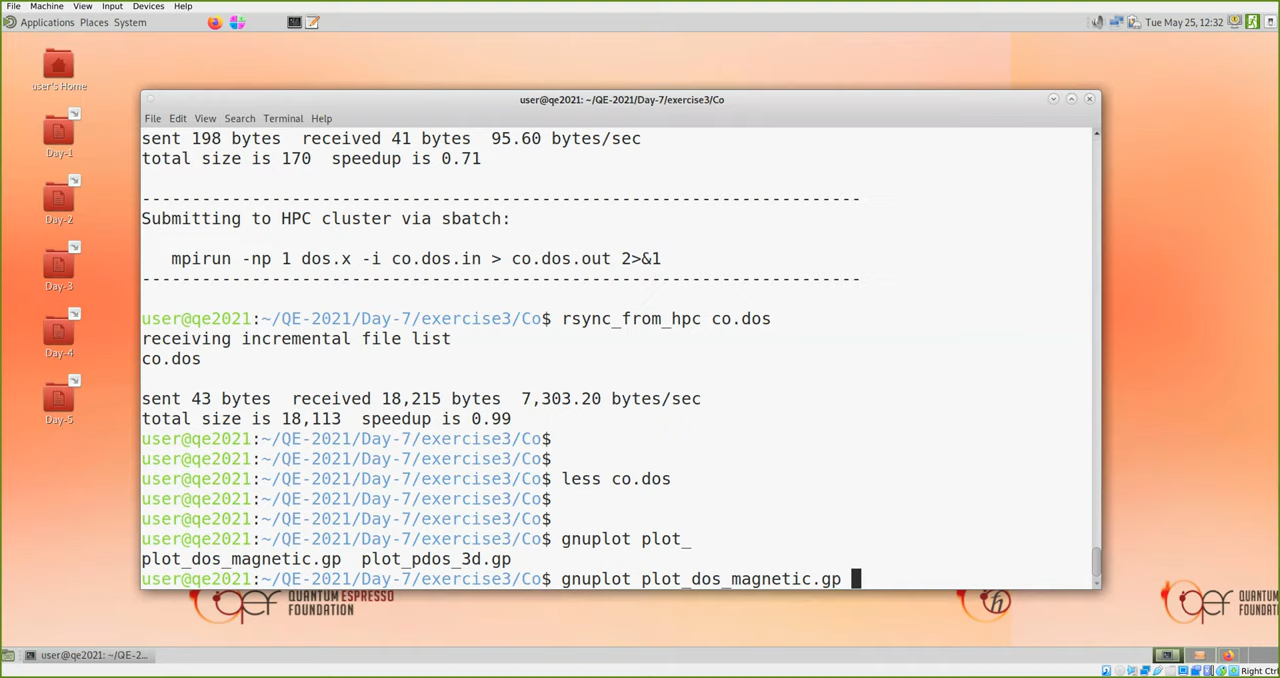 File Machine View Input Devices Help
Applications Places System
Tue May 25, 12:32
user's Home
Day-1
Day-2
Day-3
Day-4
Day-5
user@qe2021: ~/QE-2021/Day-7/exercise3/Co
File Edit View Search Terminal Help
sent 198 bytes  received 41 bytes  95.60 bytes/sec
total size is 170  speedup is 0.71
------------------------------------------------------------------------
Submitting to HPC cluster via sbatch:
   mpirun -np 1 dos.x -i co.dos.in > co.dos.out 2>&1
------------------------------------------------------------------------
user@qe2021:~/QE-2021/Day-7/exercise3/Co$ rsync_from_hpc co.dos
receiving incremental file list
co.dos
sent 43 bytes  received 18,215 bytes  7,303.20 bytes/sec
total size is 18,113  speedup is 0.99
user@qe2021:~/QE-2021/Day-7/exercise3/Co$
user@qe2021:~/QE-2021/Day-7/exercise3/Co$
user@qe2021:~/QE-2021/Day-7/exercise3/Co$ less co.dos
user@qe2021:~/QE-2021/Day-7/exercise3/Co$
user@qe2021:~/QE-2021/Day-7/exercise3/Co$
user@qe2021:~/QE-2021/Day-7/exercise3/Co$ gnuplot plot_
plot_dos_magnetic.gp  plot_pdos_3d.gp
user@qe2021:~/QE-2021/Day-7/exercise3/Co$ gnuplot plot_dos_magnetic.gp
QUANTUM ESPRESSO
FOUNDATION
user@qe2021: ~/QE-2...
Right Ctrl